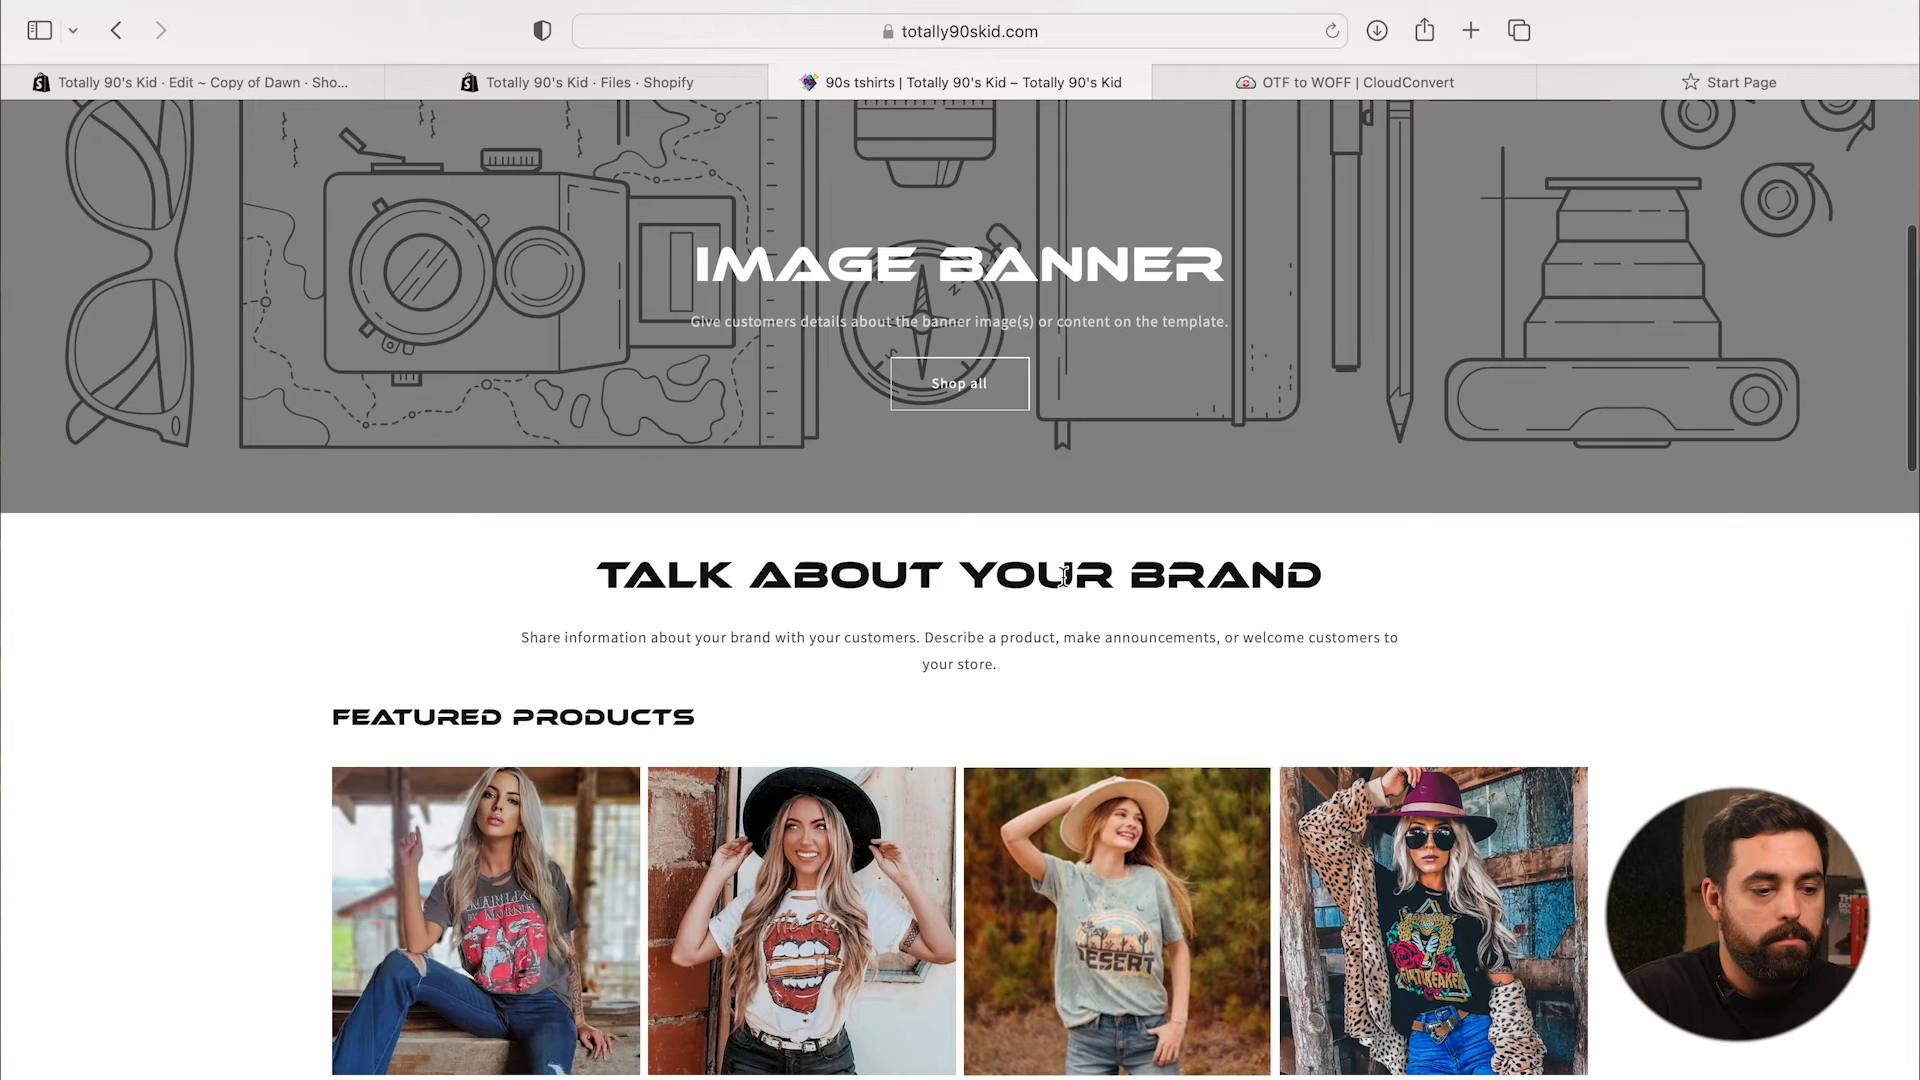 totally90skid.com
Totally 90's Kid · Edit ~ Copy of Dawn · Sho...
Totally 90's Kid · Files · Shopify
90s tshirts | Totally 90's Kid – Totally 90's Kid
OTF to WOFF | CloudConvert
Start Page
IMAGE BANNER
Give customers details about the banner image(s) or content on the template.
Shop all
TALK ABOUT YOUR BRAND
Share information about your brand with your customers. Describe a product, make announcements, or welcome customers to
your store.
FEATURED PRODUCTS
DESERT